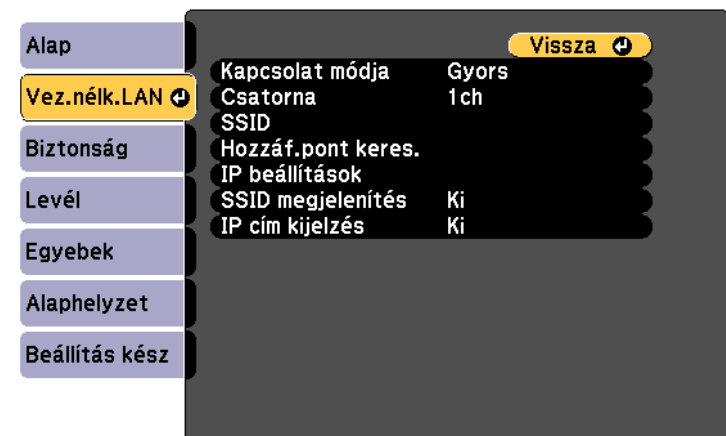 Alap
Vez.nélk.LAN
Biztonság
Levél
Egyebek
Alaphelyzet
Beállítás kész
Vissza
Kapcsolat módja Gyors
Csatorna 1ch
SSID
Hozzáf.pont keres.
IP beállítások
SSID megjelenítés Ki
IP cím kijelzés Ki